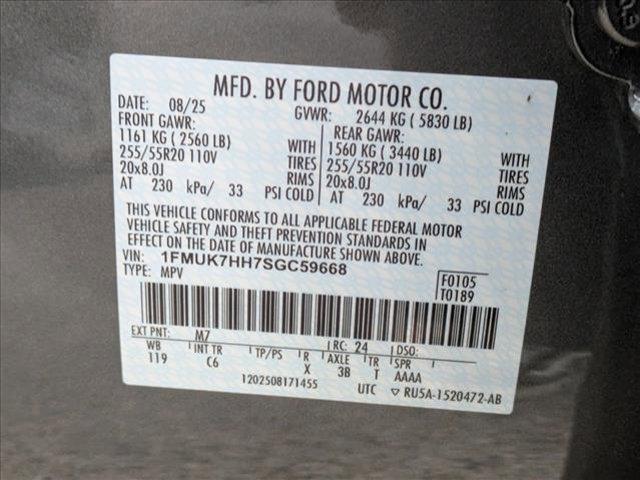 MFD. BY FORD MOTOR CO.
DATE: 08/25 GVWR: 2644 KG ( 5830 LB)
FRONT GAWR: REAR GAWR:
1161 KG ( 2560 LB) WITH 1560 KG ( 3440 LB) WITH
255/55R20 110V TIRES 255/55R20 110V TIRES
20x8.0J RIMS 20x8.0J RIMS
AT 230 kPa/ 33 PSI COLD AT 230 kPa/ 33 PSI COLD
THIS VEHICLE CONFORMS TO ALL APPLICABLE FEDERAL MOTOR
VEHICLE SAFETY AND THEFT PREVENTION STANDARDS IN
EFFECT ON THE DATE OF MANUFACTURE SHOWN ABOVE.
VIN: 1FMUK7HH7SGC59668
TYPE: MPV
F0105
T0189
EXT PNT: M7 RC: 24 DSO:
WB INT TR TP/PS R AXLE TR SPR
119 C6 X 3B T AAAA
1202508171455 UTC ▽ RU5A-1520472-AB